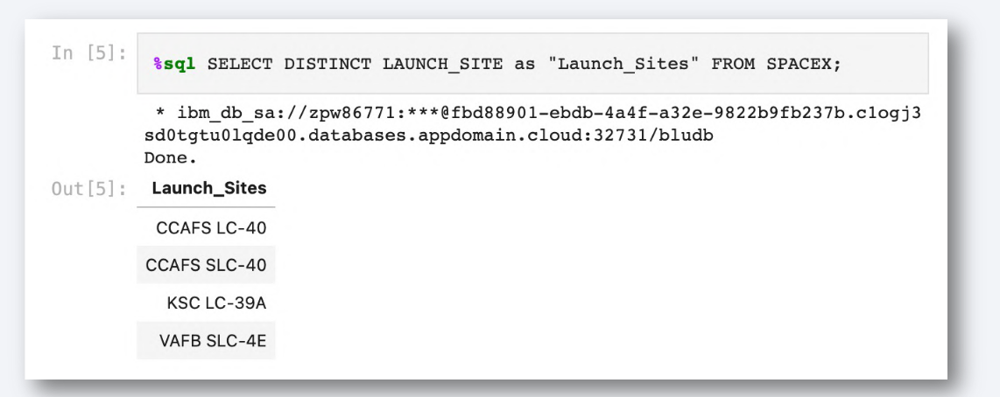 In [5]: %sql SELECT DISTINCT LAUNCH_SITE as "Launch_Sites" FROM SPACEX;
* ibm_db_sa://zpw86771:***@fbd88901-ebdb-4a4f-a32e-9822b9fb237b.c1ogj3
sd0tgtu0lqde00.databases.appdomain.cloud:32731/bludb
Done.
Out[5]: Launch_Sites
CCAFS LC-40
CCAFS SLC-40
KSC LC-39A
VAFB SLC-4E